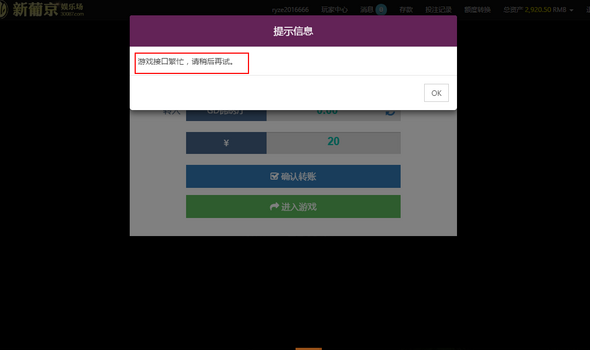 新葡京 娱乐场
ryze2016666 玩家中心 消息 存款 投注记录 额度转换 总资产 2,920.50 RMB
提示信息
游戏接口繁忙，请稍后再试。
OK
0.00
¥ 20
确认转账
进入游戏